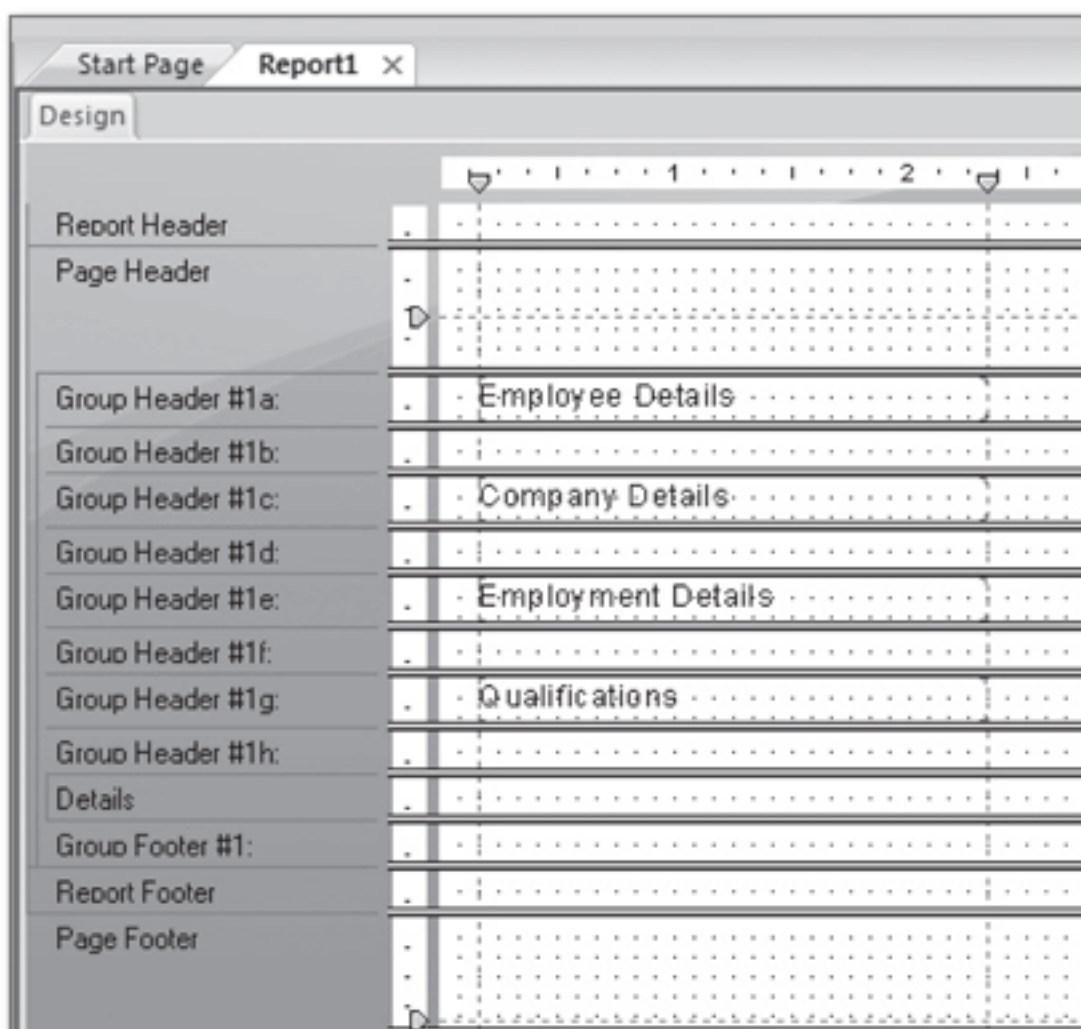 Start Page Report1 ×
Design
1 2
Report Header
Page Header
Group Header #1a: Employee Details
Group Header #1b:
Group Header #1c: Company Details
Group Header #1d:
Group Header #1e: Employment Details
Group Header #1f:
Group Header #1g: Qualifications
Group Header #1h:
Details
Group Footer #1:
Report Footer
Page Footer